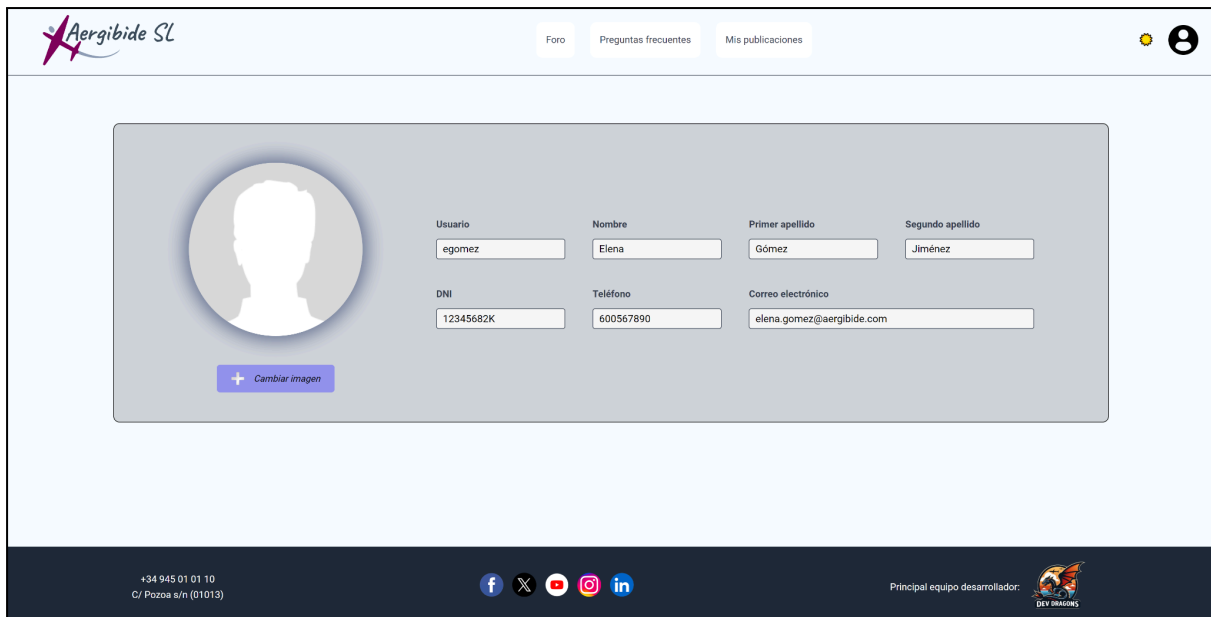 Aergibide SL
Foro Preguntas frecuentes Mis publicaciones
Usuario Nombre Primer apellido Segundo apellido
egomez Elena Gómez Jiménez
DNI Teléfono Correo electrónico
12345682K 600567890 elena.gomez@aergibide.com
Cambiar imagen
+34 945 01 01 10
C/ Pozoa s/n (01013)
f X in
Principal equipo desarrollador:
DEV DRAGONS